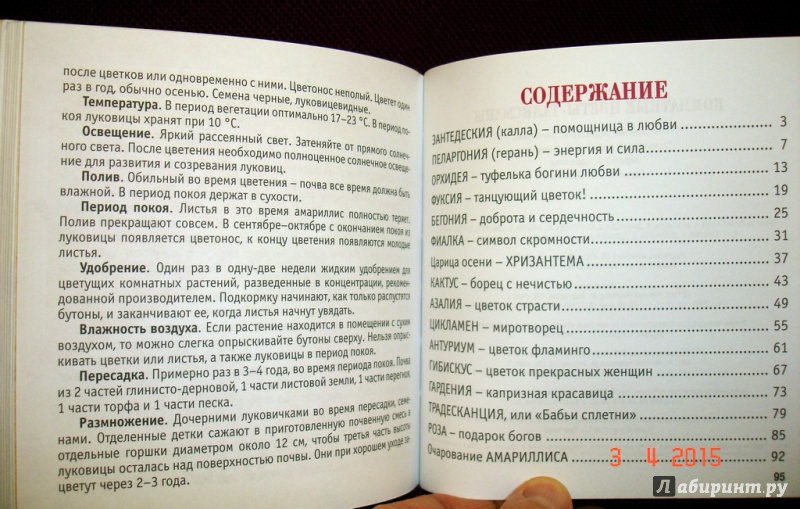 после цветков или одновременно с ними. Цветонос неполый. Цветет один
раз в год, обычно осенью. Семена черные, луковицевидные.
Температура. В период вегетации оптимально 17–23 °C. В период по-
коя луковицы хранят при 10 °C.
Освещение. Яркий рассеянный свет. Затеняйте от прямого солнеч-
ного света. После цветения необходимо полноценное солнечное освеще-
ние для развития и созревания луковиц.
Полив. Обильный во время цветения – почва все время должна быть
влажной. В период покоя держат в сухости.
Период покоя. Листья в это время амариллис полностью теряет.
Полив прекращают совсем. В сентябре–октябре с окончанием покоя из
луковицы появляется цветонос, к концу цветения появляются молодые
листья.
Удобрение. Один раз в одну-две недели жидким удобрением для
цветущих комнатных растений, разведенные в концентрации, рекомен-
дованной производителем. Подкормку начинают, как только распустятся
бутоны, и заканчивают ее, когда листья начнут увядать.
Влажность воздуха. Если растение находится в помещении с сухим
воздухом, то можно слегка опрыскивайте бутоны сверху. Нельзя опрыс-
кивать цветки или листья, а также луковицы в период покоя.
Пересадка. Примерно раз в 3–4 года, во время периода покоя. Почва
из 2 частей глинисто-дерновой, 1 части листовой земли, 1 части перегноя,
1 части торфа и 1 части песка.
Размножение. Дочерними луковичками во время пересадки, семе-
нами. Отделенные детки сажают в приготовленную почвенную смесь в
отдельные горшки диаметром около 12 см, чтобы третья часть высоты
луковицы осталась над поверхностью почвы. Они при хорошем уходе за-
цветут через 2–3 года.
СОДЕРЖАНИЕ
ЗАНТЕДЕСКИЯ (калла) – помощница в любви 3
ПЕЛАРГОНИЯ (герань) – энергия и сила 7
ОРХИДЕЯ – туфелька богини любви 13
ФУКСИЯ – танцующий цветок! 19
БЕГОНИЯ – доброта и сердечность 25
ФИАЛКА – символ скромности 31
Царица осени – ХРИЗАНТЕМА 37
КАКТУС – борец с нечистью 43
АЗАЛИЯ – цветок страсти 49
ЦИКЛАМЕН – миротворец 55
АНТУРИУМ – цветок фламинго 61
ГИБИСКУС – цветок прекрасных женщин 67
ГАРДЕНИЯ – капризная красавица 73
ТРАДЕСКАНЦИЯ, или «Бабьи сплетни» 79
РОЗА – подарок богов 85
Очарование АМАРИЛЛИСА 92
3 4 2015
95
Лабиринт.ру